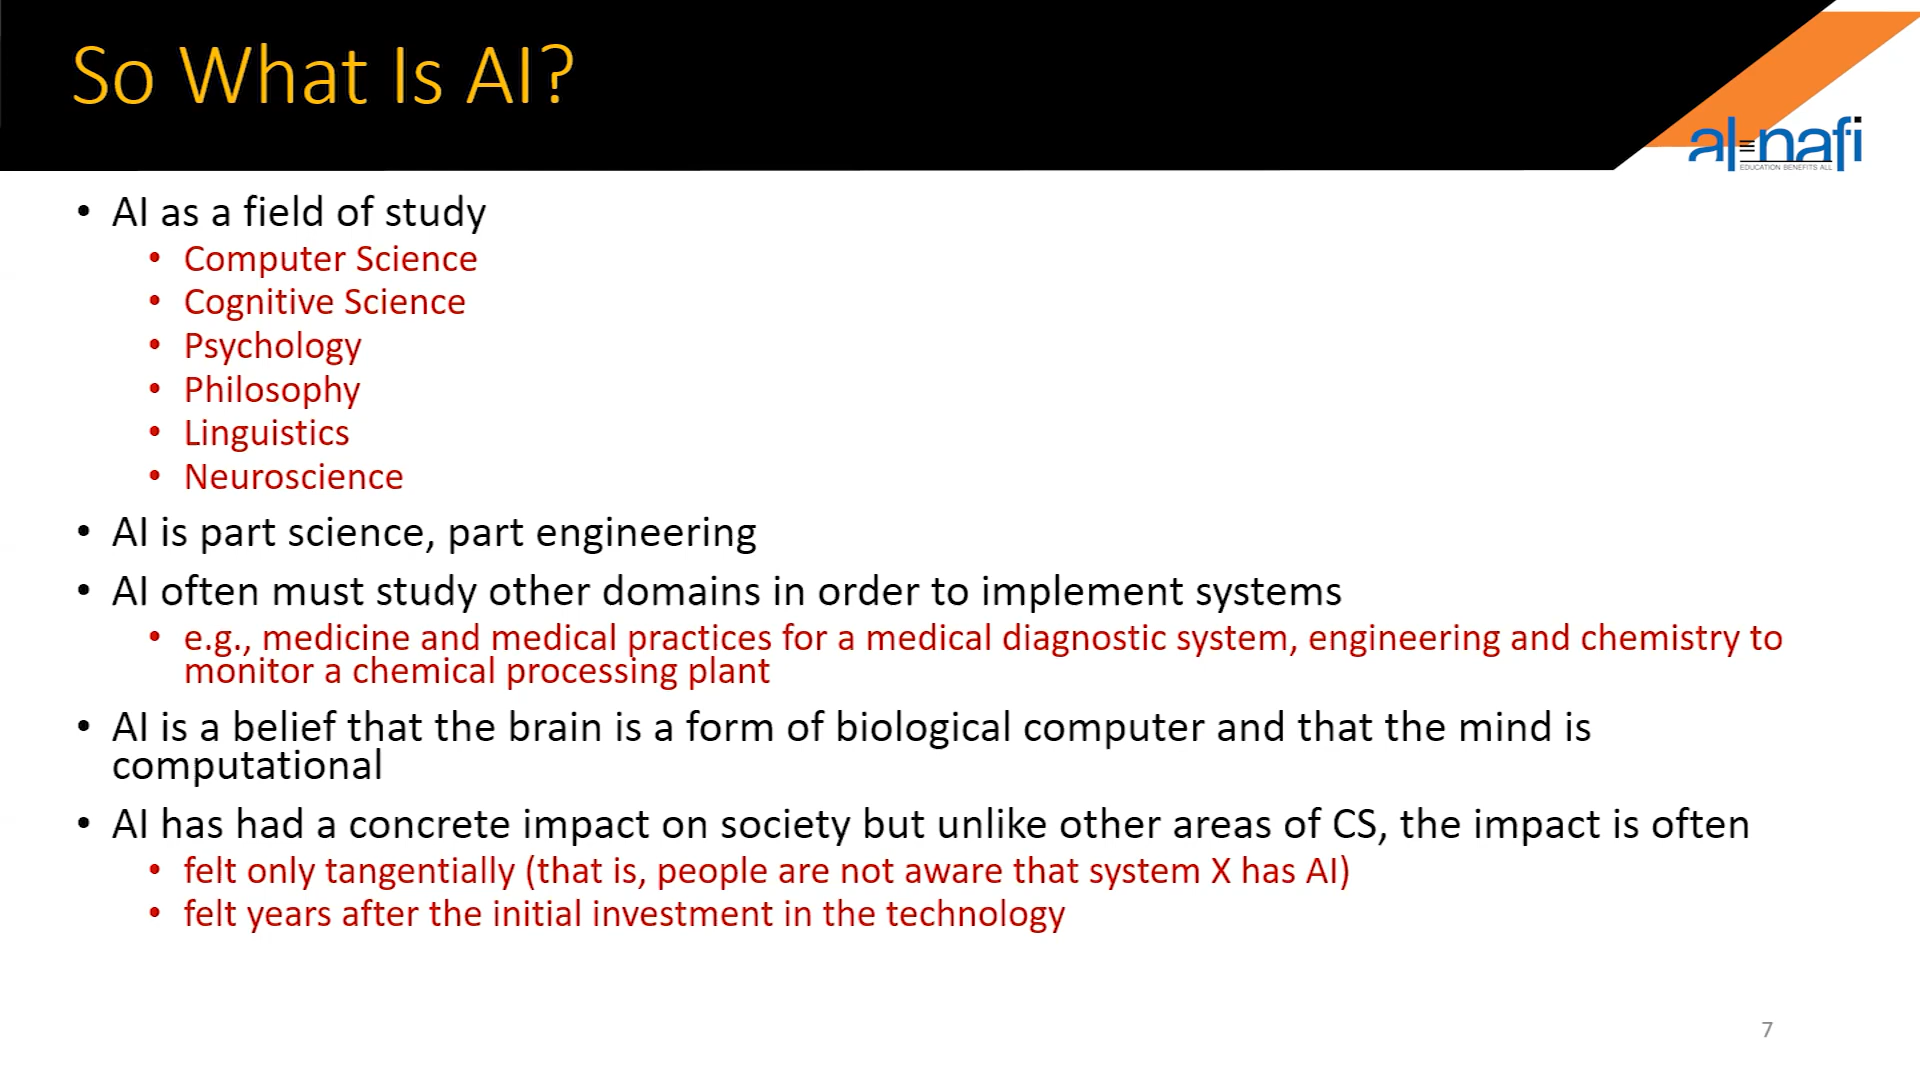 So What Is AI?
al-nafi
EDUCATION BENEFITS ALL
• AI as a field of study
• Computer Science
• Cognitive Science
• Psychology
• Philosophy
• Linguistics
• Neuroscience
• AI is part science, part engineering
• AI often must study other domains in order to implement systems
• e.g., medicine and medical practices for a medical diagnostic system, engineering and chemistry to
monitor a chemical processing plant
• AI is a belief that the brain is a form of biological computer and that the mind is
computational
• AI has had a concrete impact on society but unlike other areas of CS, the impact is often
• felt only tangentially (that is, people are not aware that system X has AI)
• felt years after the initial investment in the technology
7